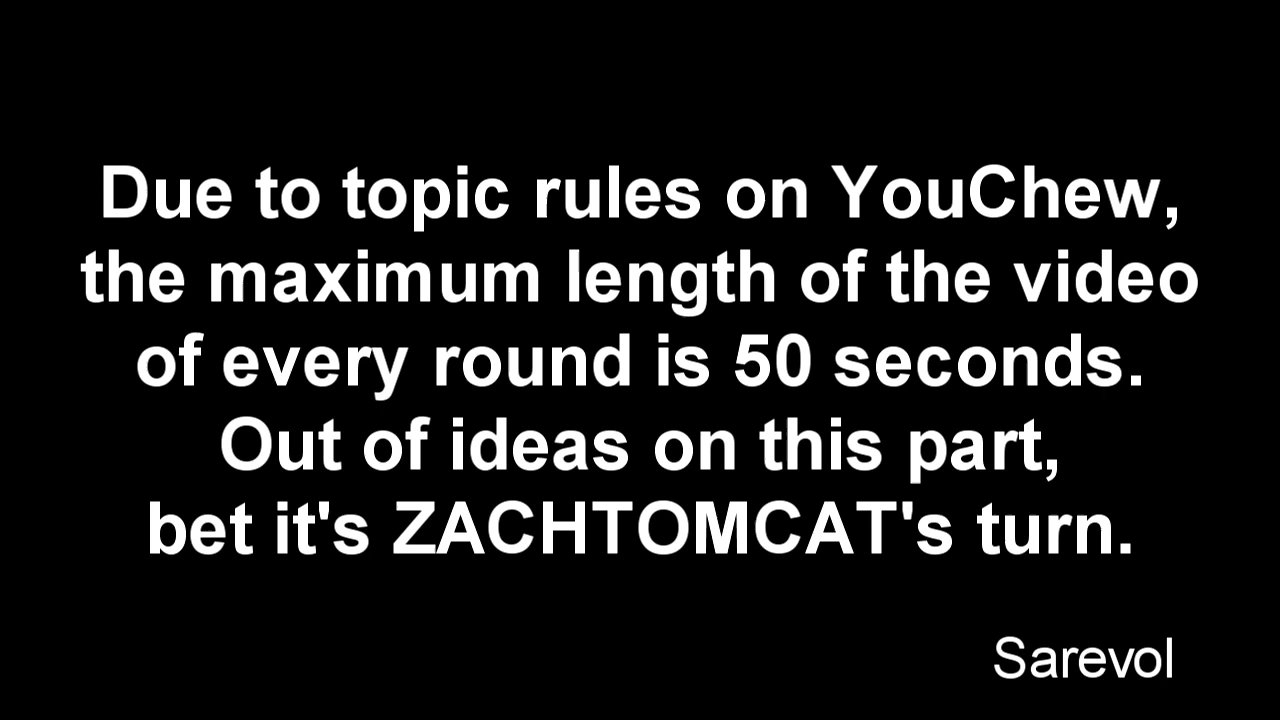 Due to topic rules on YouChew,
the maximum length of the video
of every round is 50 seconds.
Out of ideas on this part,
bet it's ZACHTOMCAT's turn.
Sarevol